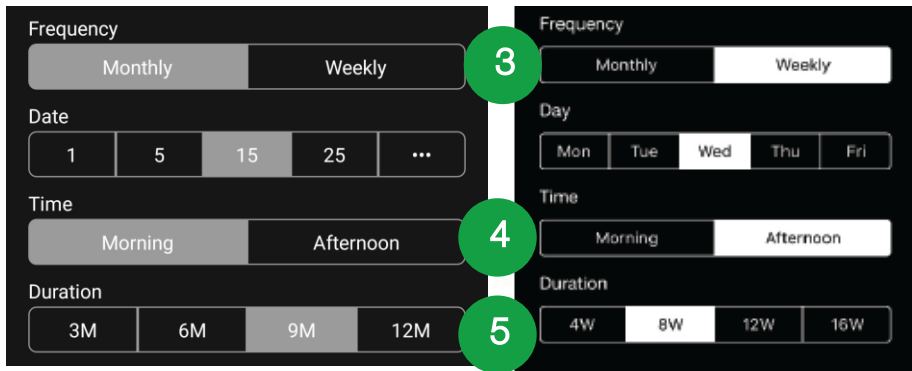 Frequency
Monthly Weekly
Date
1 5 15 25 •••
Time
Morning Afternoon
Duration
3M 6M 9M 12M
3
4
5
Frequency
Monthly Weekly
Day
Mon Tue Wed Thu Fri
Time
Morning Afternoon
Duration
4W 8W 12W 16W